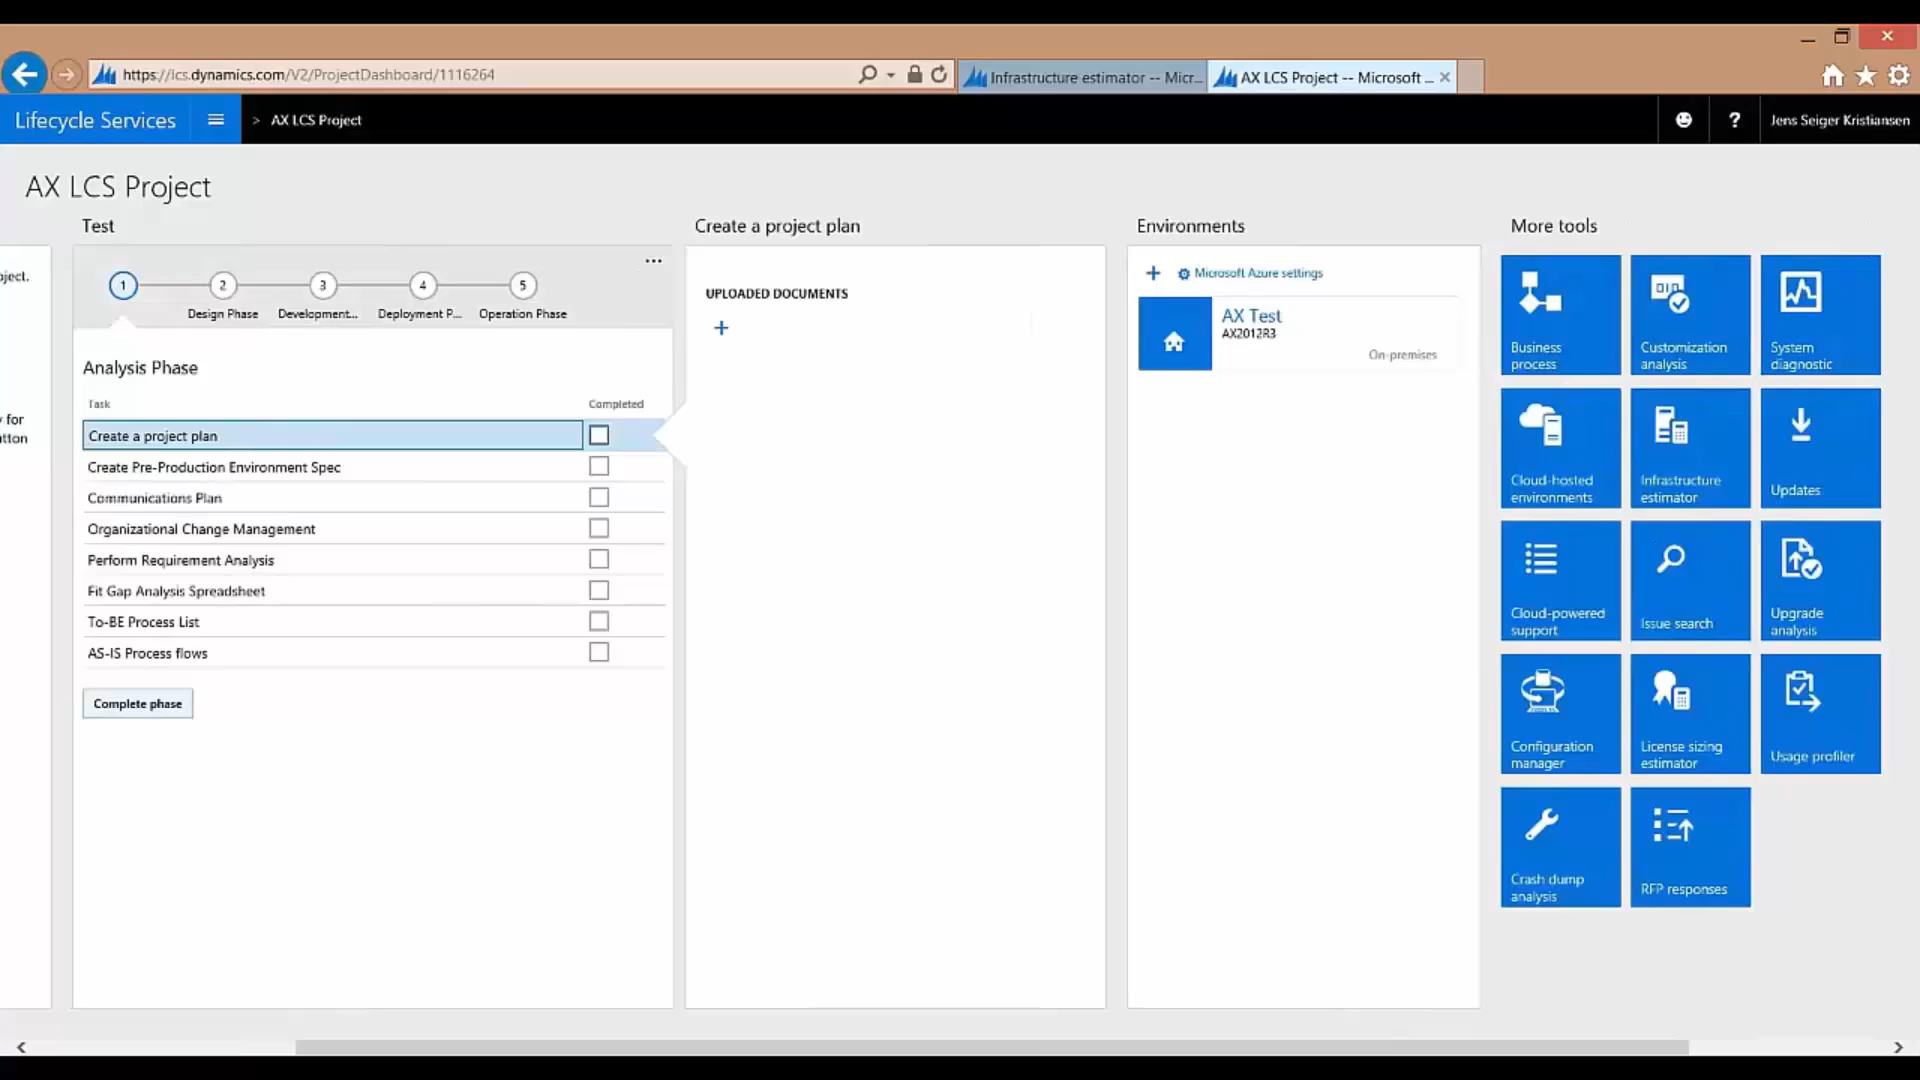 https://lcs.dynamics.com/V2/ProjectDashboard/1116264
Infrastructure estimator -- Micr...
AX LCS Project -- Microsoft ...
Lifecycle Services
> AX LCS Project
?
Jens Seiger Kristiansen
AX LCS Project
oject.
y for
utton
Test
...
1
2
3
4
5
Design Phase
Development...
Deployment P...
Operation Phase
Analysis Phase
Task
Completed
Create a project plan
Create Pre-Production Environment Spec
Communications Plan
Organizational Change Management
Perform Requirement Analysis
Fit Gap Analysis Spreadsheet
To-BE Process List
AS-IS Process flows
Complete phase
Create a project plan
UPLOADED DOCUMENTS
+
Environments
+
Microsoft Azure settings
AX Test
AX2012R3
On-premises
More tools
Business
process
Customization
analysis
System
diagnostic
Cloud-hosted
environments
Infrastructure
estimator
Updates
Cloud-powered
support
Issue search
Upgrade
analysis
Configuration
manager
License sizing
estimator
Usage profiler
Crash dump
analysis
RFP responses